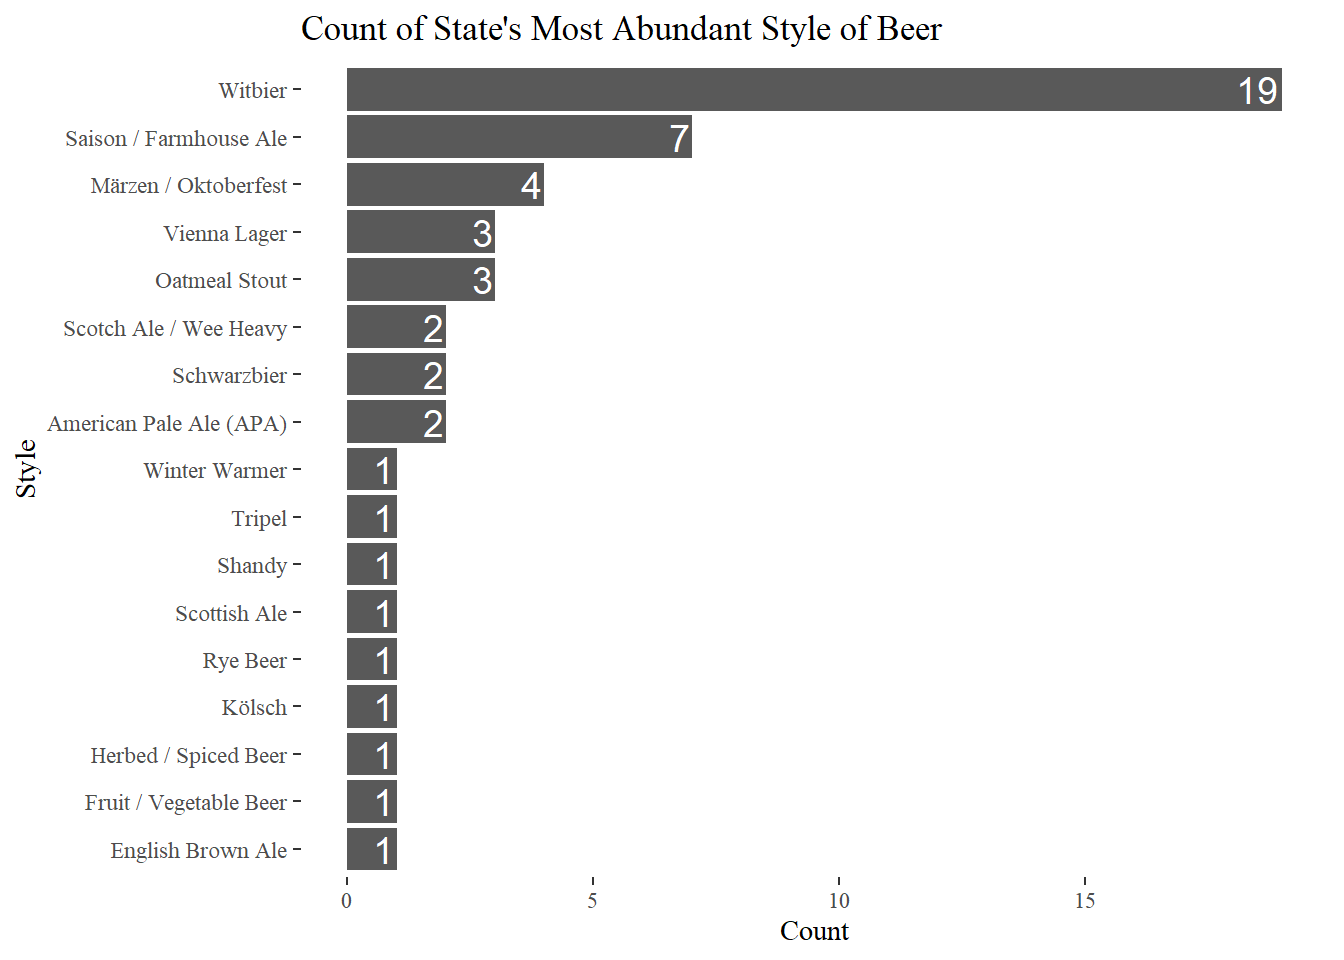 Count of State's Most Abundant Style of Beer
Witbier 19
Saison / Farmhouse Ale 7
Märzen / Oktoberfest 4
Vienna Lager 3
Oatmeal Stout 3
Scotch Ale / Wee Heavy 2
Schwarzbier 2
American Pale Ale (APA) 2
Winter Warmer 1
Tripel 1
Shandy 1
Scottish Ale 1
Rye Beer 1
Kölsch 1
Herbed / Spiced Beer 1
Fruit / Vegetable Beer 1
English Brown Ale 1
Style
0 5 10 15
Count